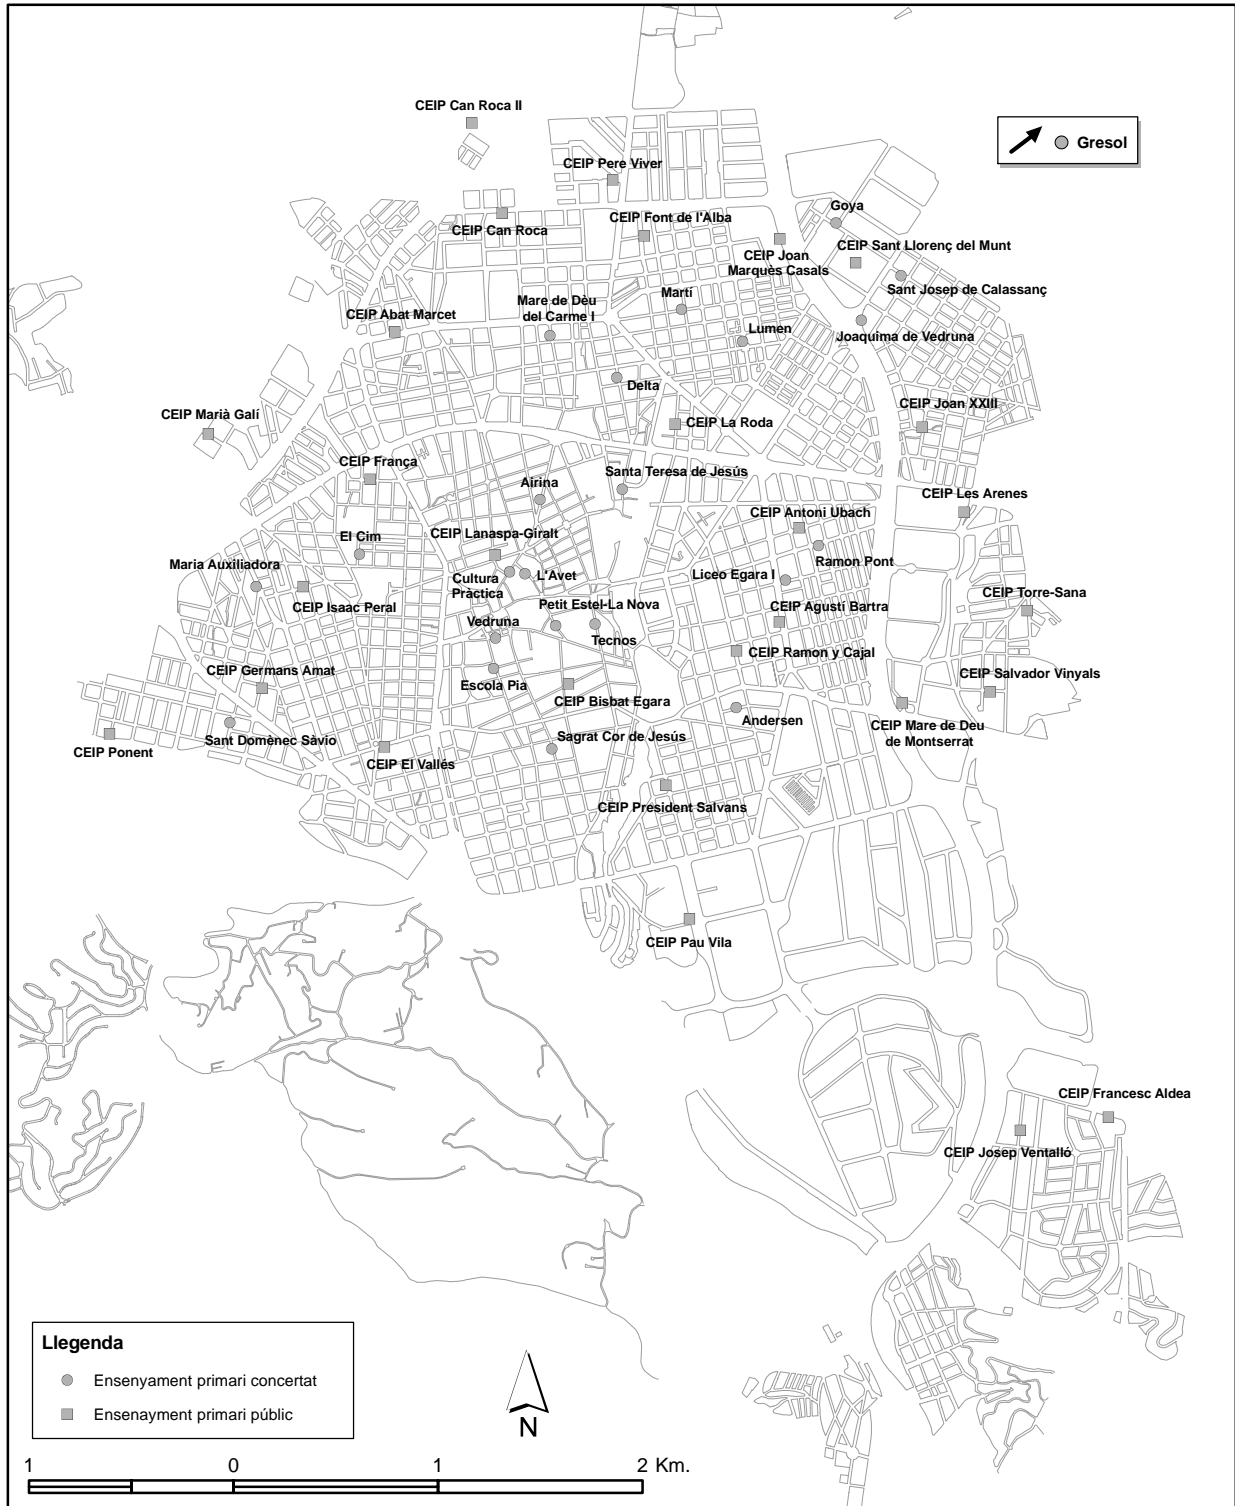 CEIP Can Roca II
Gresol
CEIP Pere Viver
Goya
CEIP Font de l'Alba
CEIP Can Roca
CEIP Sant Llorenç del Munt
CEIP Joan
Marquès Casals
Sant Josep de Calassanç
Martí
Mare de Dèu
del Carme I
CEIP Abat Marcet
Lumen
Joaquima de Vedruna
Delta
CEIP Joan XXIII
CEIP Marià Galí
CEIP La Roda
CEIP França
Santa Teresa de Jesús
Airina
CEIP Les Arenes
CEIP Antoni Ubach
CEIP Lanaspa-Giralt
El Cim
Ramon Pont
Maria Auxiliadora
L'Avet
Cultura
Pràctica
Liceo Egara I
CEIP Torre-Sana
CEIP Isaac Peral
Petit Estel-La Nova
CEIP Agustí Bartra
Vedruna
Tecnos
CEIP Ramon y Cajal
CEIP Germans Amat
Escola Pia
CEIP Salvador Vinyals
CEIP Bisbat Egara
Andersen
CEIP Mare de Deu
de Montserrat
Sant Domènec Sàvio
Sagrat Cor de Jesús
CEIP Ponent
CEIP El Vallés
CEIP President Salvans
CEIP Pau Vila
CEIP Francesc Aldea
CEIP Josep Ventalló
Llegenda
Ensenyament primari concertat
Ensenayment primari públic
N
1 0 1 2 Km.